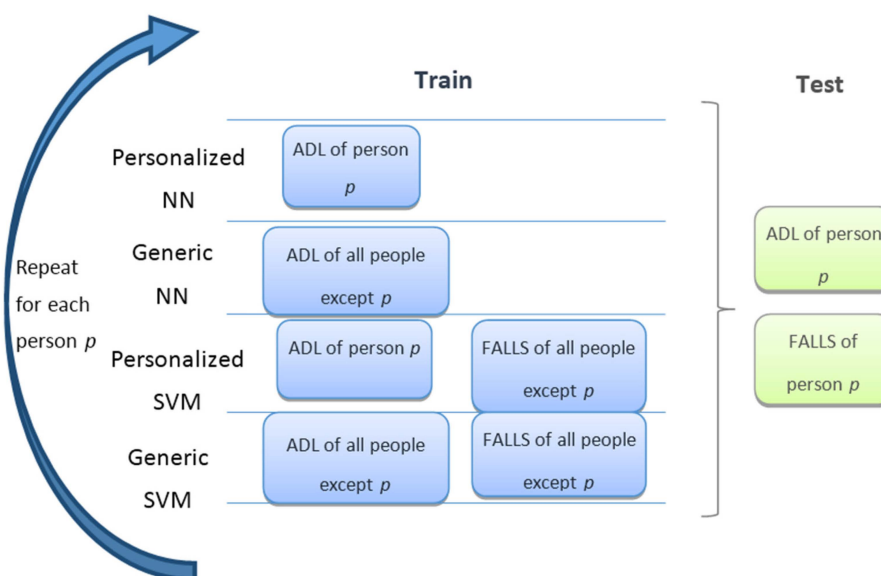 Train
Test
Personalized
NN
ADL of person
p
Generic
NN
ADL of all people
except p
Personalized
SVM
ADL of person p
FALLS of all people
except p
Generic
SVM
ADL of all people
except p
FALLS of all people
except p
Repeat
for each
person p
ADL of person
p
FALLS of
person p